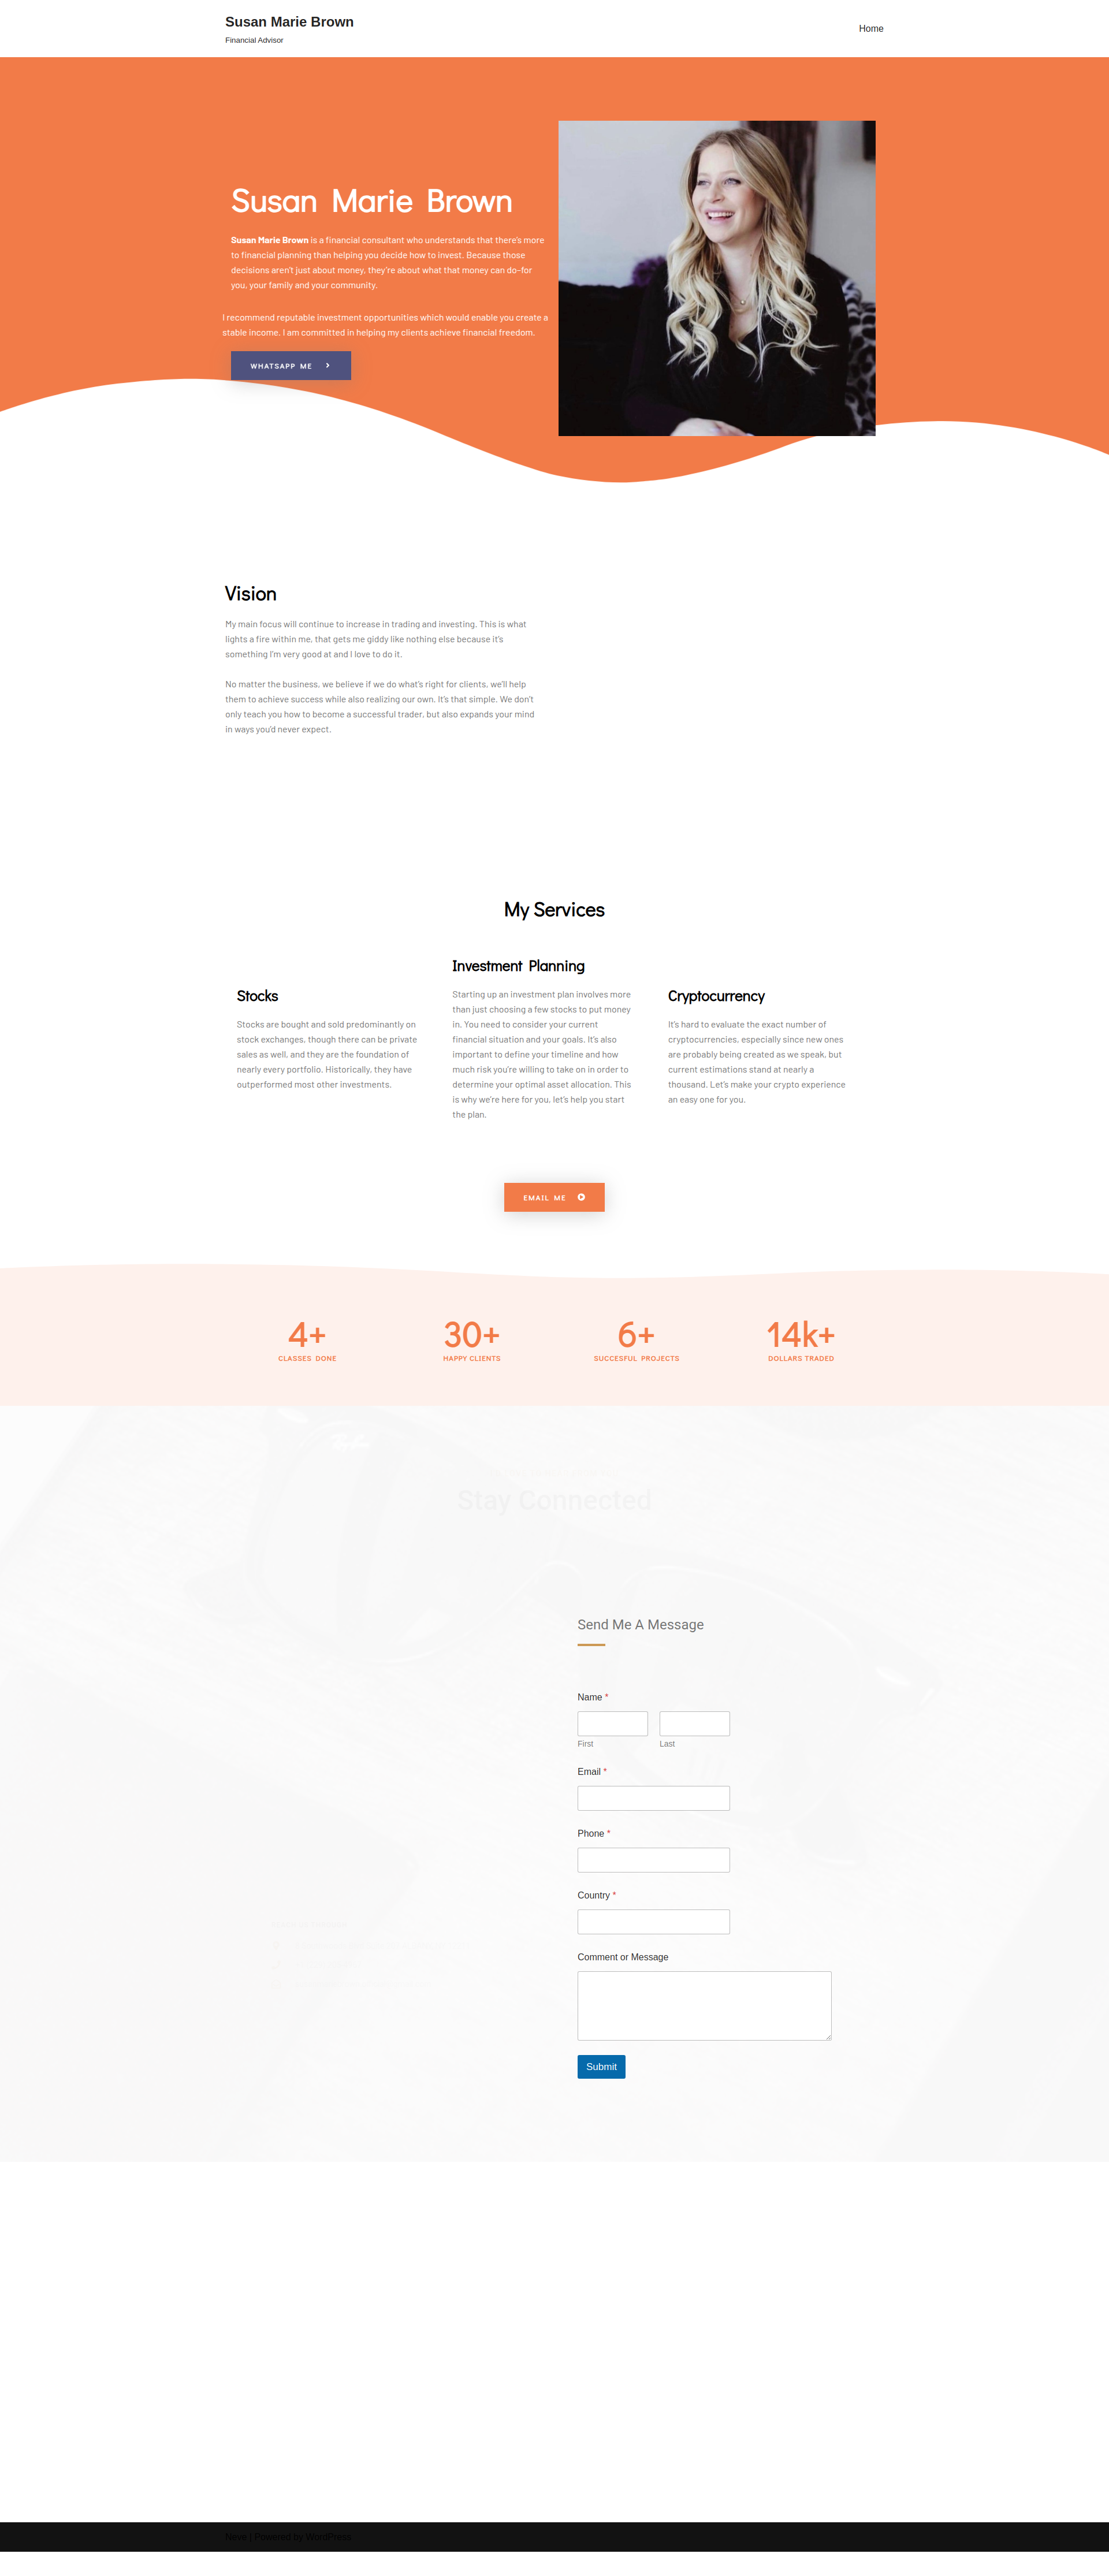 Susan Marie Brown
Financial Advisor
Home
Susan Marie Brown
Susan Marie Brown is a financial consultant who understands that there's more
to financial planning than helping you decide how to invest. Because those
decisions aren't just about money, they're about what that money can do–for
you, your family and your community.
I recommend reputable investment opportunities which would enable you create a
stable income. I am committed in helping my clients achieve financial freedom.
WHATSAPP ME
Vision
My main focus will continue to increase in trading and investing. This is what
lights a fire within me, that gets me giddy like nothing else because it's
something I'm very good at and I love to do it.
No matter the business, we believe if we do what's right for clients, we'll help
them to achieve success while also realizing our own. It's that simple. We don't
only teach you how to become a successful trader, but also expands your mind
in ways you'd never expect.
My Services
Stocks
Stocks are bought and sold predominantly on
stock exchanges, though there can be private
sales as well, and they are the foundation of
nearly every portfolio. Historically, they have
outperformed most other investments.
Investment Planning
Starting up an investment plan involves more
than just choosing a few stocks to put money
in. You need to consider your current
financial situation and your goals. It's also
important to define your timeline and how
much risk you're willing to take on in order to
determine your optimal asset allocation. This
is why we're here for you, let's help you start
the plan.
Cryptocurrency
It's hard to evaluate the exact number of
cryptocurrencies, especially since new ones
are probably being created as we speak, but
current estimations stand at nearly a
thousand. Let's make your crypto experience
an easy one for you.
EMAIL ME
4+
CLASSES DONE
30+
HAPPY CLIENTS
6+
SUCCESFUL PROJECTS
14k+
DOLLARS TRADED
Stay Connected
Send Me A Message
Name *
First
Last
Email *
Phone *
Country *
Comment or Message
Submit
Neve | Powered by WordPress